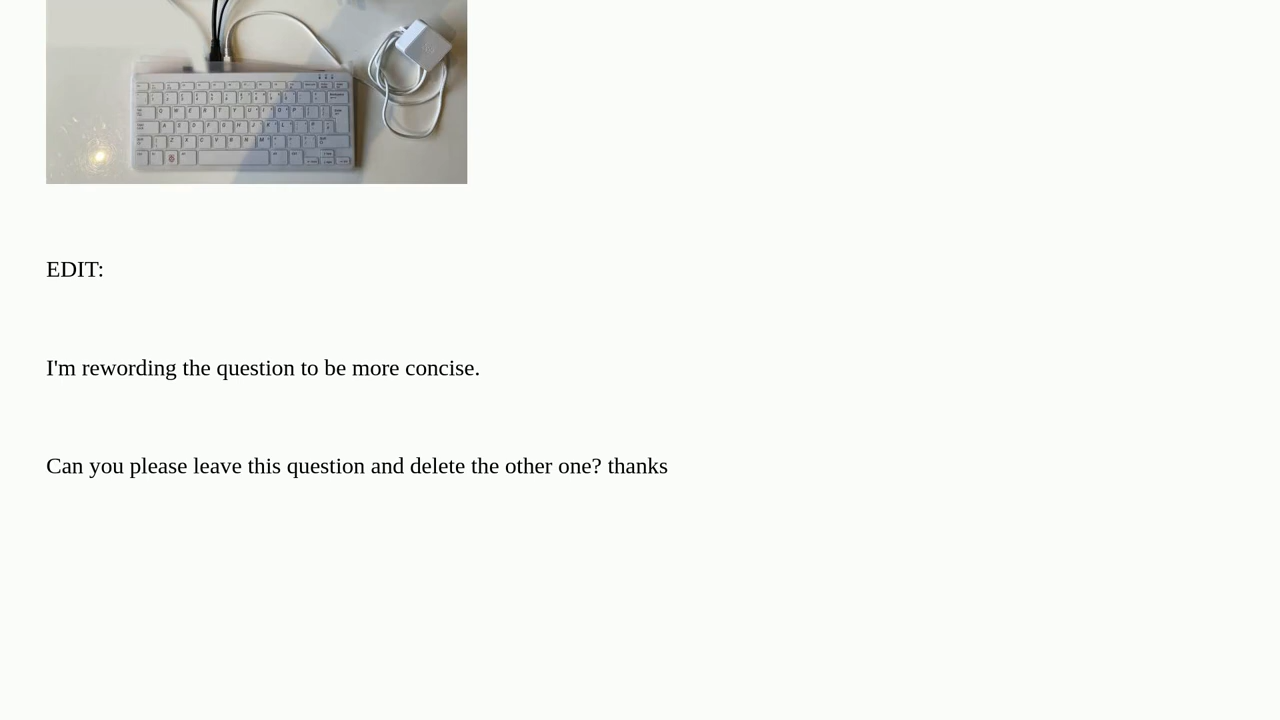 EDIT:
I'm rewording the question to be more concise.
Can you please leave this question and delete the other one? thanks